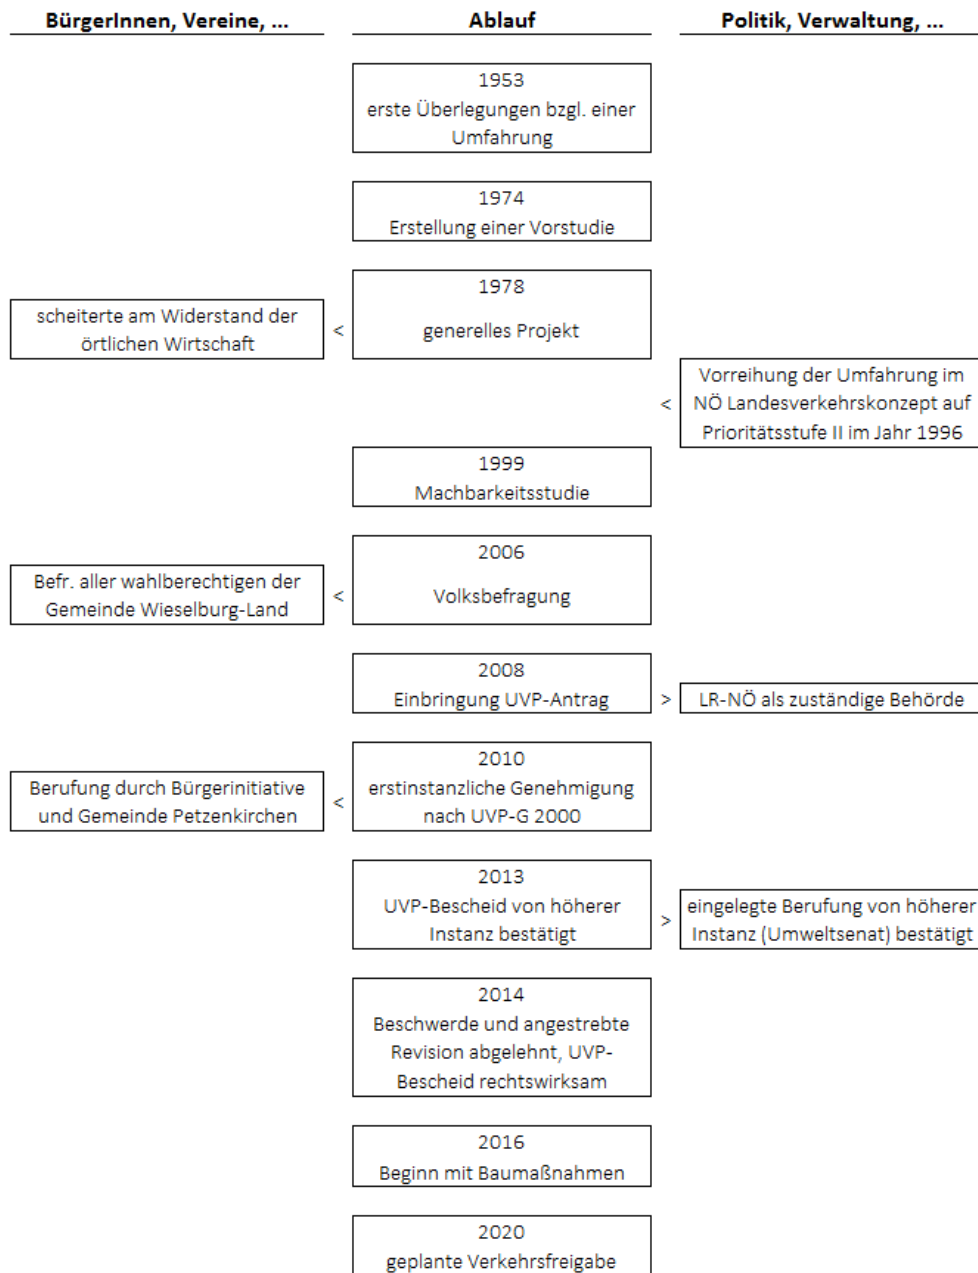 BürgerInnen, Vereine, ...
Ablauf
Politik, Verwaltung, ...
1953
erste Überlegungen bzgl. einer
Umfahrung
1974
Erstellung einer Vorstudie
1978
generelles Projekt
scheiterte am Widerstand der
örtlichen Wirtschaft
<
<
Vorreihung der Umfahrung im
NÖ Landesverkehrskonzept auf
Prioritätsstufe II im Jahr 1996
1999
Machbarkeitsstudie
2006
Volksbefragung
Befr. aller wahlberechtigen der
Gemeinde Wieselburg-Land
<
2008
Einbringung UVP-Antrag
>
LR-NÖ als zuständige Behörde
2010
erstinstanzliche Genehmigung
nach UVP-G 2000
Berufung durch Bürgerinitiative
und Gemeinde Petzenkirchen
<
2013
UVP-Bescheid von höherer
Instanz bestätigt
>
eingelegte Berufung von höherer
Instanz (Umweltsenat) bestätigt
2014
Beschwerde und angestrebte
Revision abgelehnt, UVP-
Bescheid rechtswirksam
2016
Beginn mit Baumaßnahmen
2020
geplante Verkehrsfreigabe